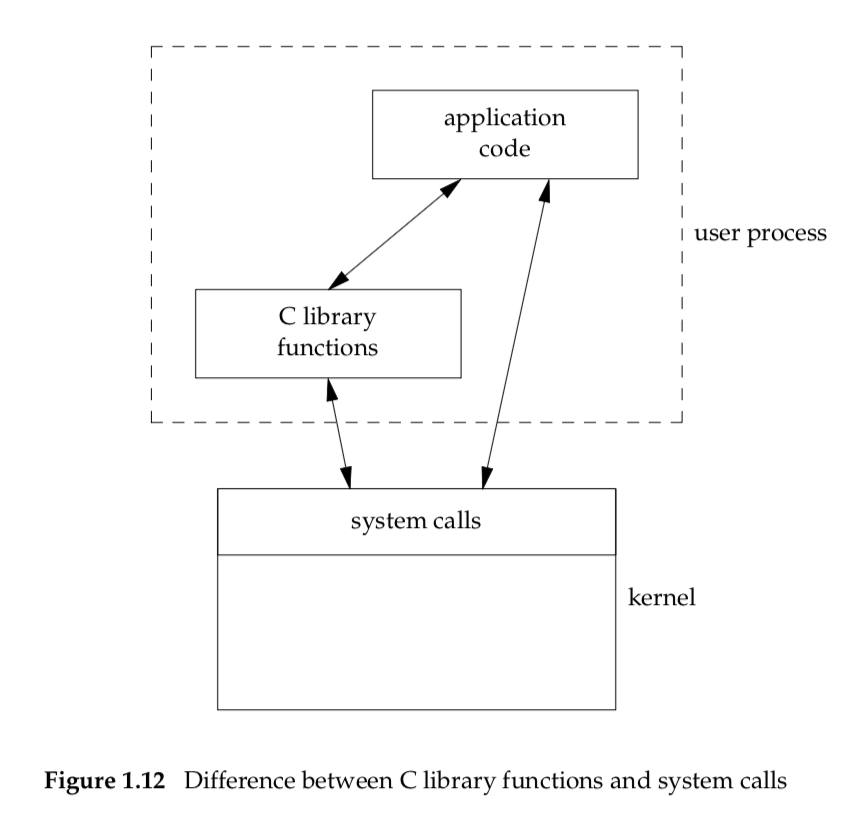 application
code
user process
C library
functions
system calls
kernel
Figure 1.12 Difference between C library functions and system calls